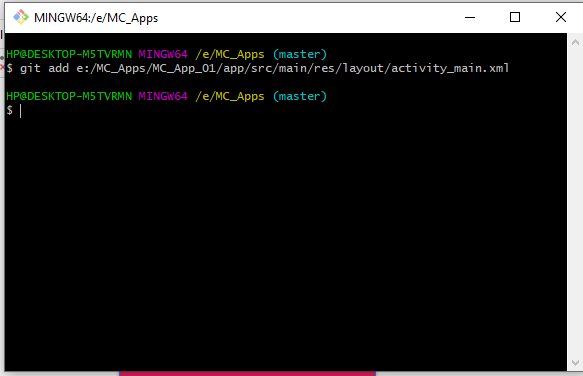 MINGW64:/e/MC_Apps
HP@DESKTOP-M5TVRMN MINGW64 /e/MC_Apps (master)
$ git add e:/MC_Apps/MC_App_01/app/src/main/res/layout/activity_main.xml
HP@DESKTOP-M5TVRMN MINGW64 /e/MC_Apps (master)
$